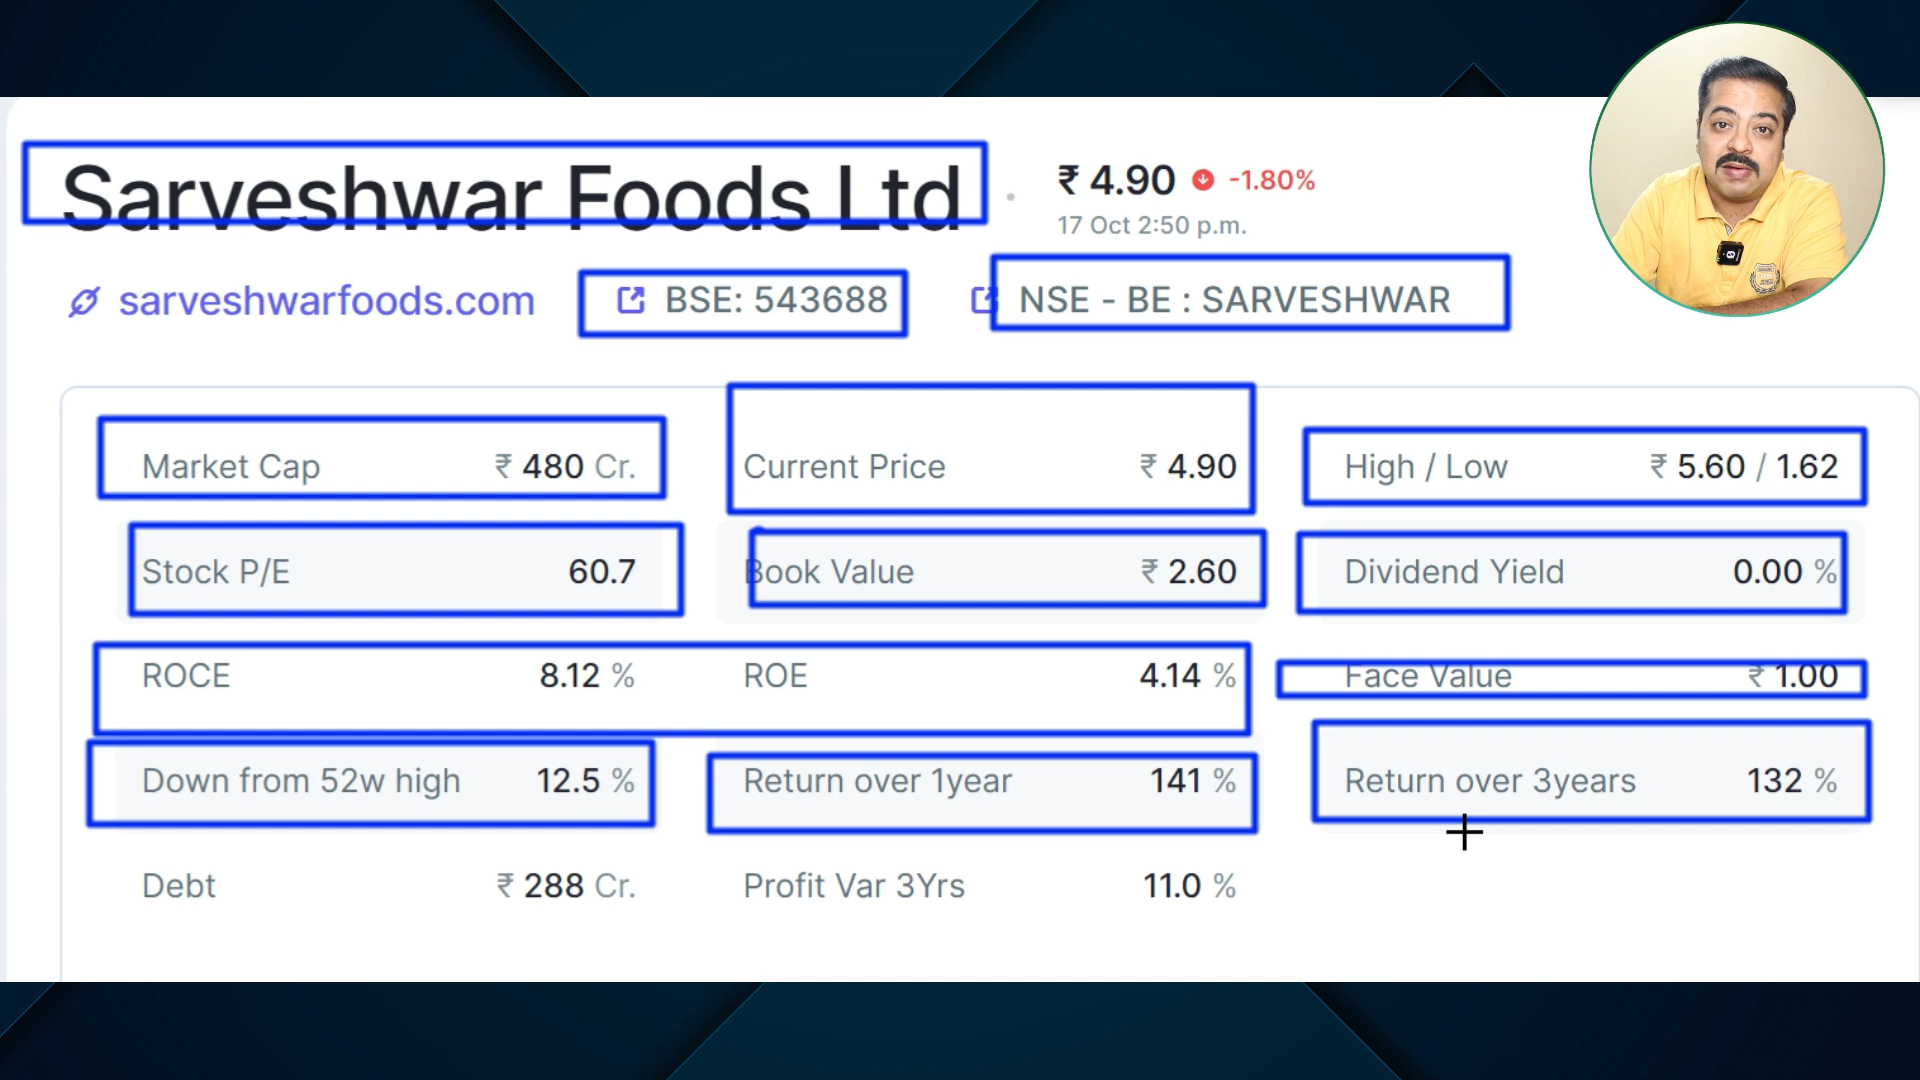 Sarveshwar Foods Ltd
₹ 4.90 -1.80%
17 Oct 2:50 p.m.
sarveshwarfoods.com BSE: 543688 NSE - BE : SARVESHWAR
Market Cap ₹ 480 Cr. Current Price ₹ 4.90 High / Low ₹ 5.60 / 1.62
Stock P/E 60.7 Book Value ₹ 2.60 Dividend Yield 0.00 %
ROCE 8.12 % ROE 4.14 % Face Value ₹ 1.00
Down from 52w high 12.5 % Return over 1year 141 % Return over 3years 132 %
Debt ₹ 288 Cr. Profit Var 3Yrs 11.0 %